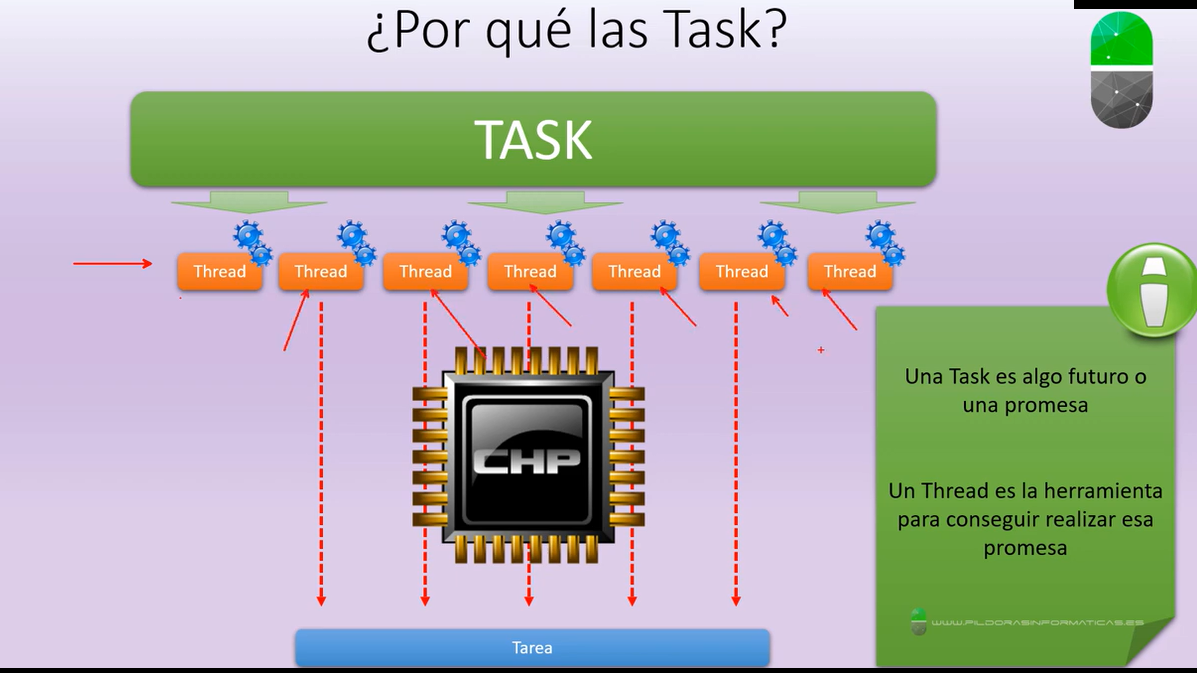 ¿Por qué las Task?
TASK
Thread
Thread
Thread
Thread
Thread
Thread
Thread
CHP
Una Task es algo futuro o
una promesa
Un Thread es la herramienta
para conseguir realizar esa
promesa
WWW.PILDORASINFORMATICAS.ES
Tarea